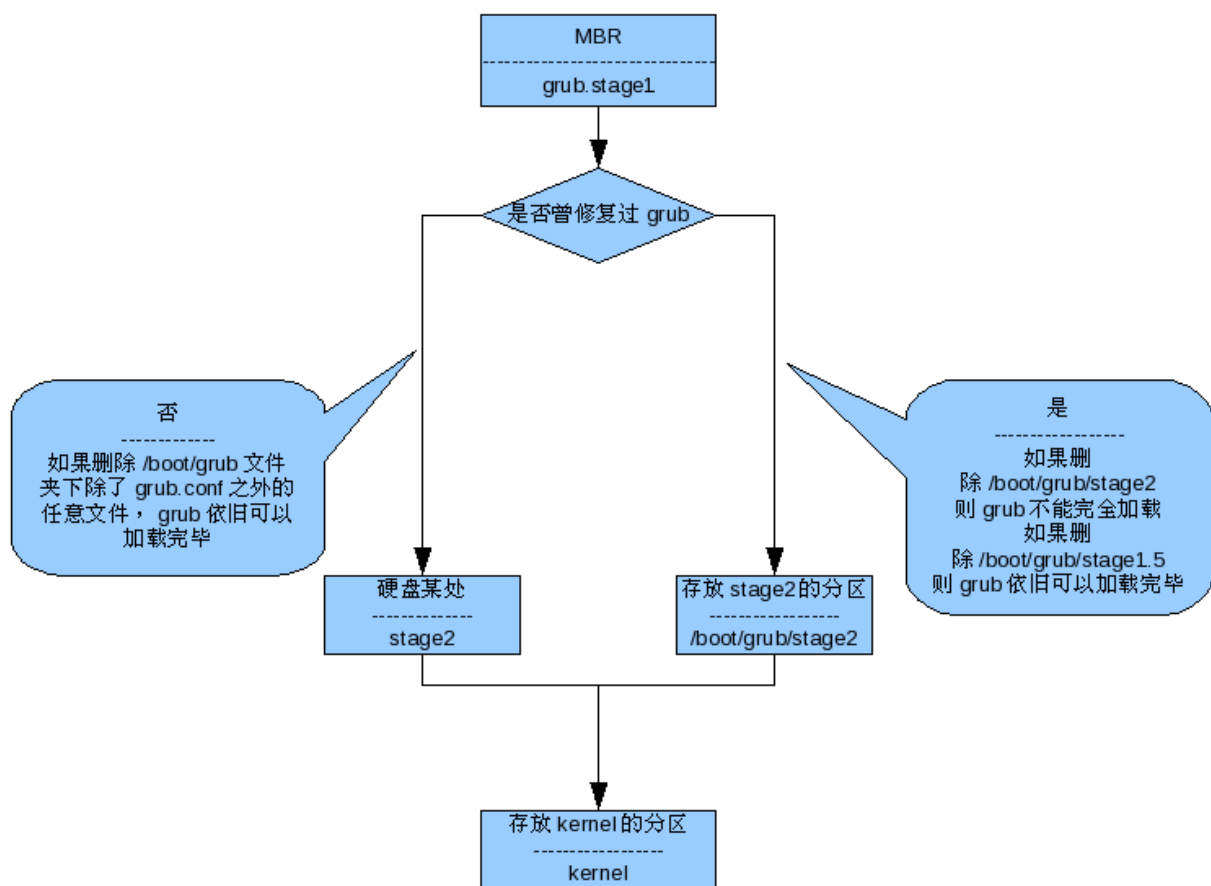 MBR
--------------------------------
grub.stage1
是否曾修复过 grub
否
-------------
如果删除 /boot/grub 文件
夹下除了 grub.conf 之外的
任意文件， grub 依旧可以
加载完毕
是
------------------
如果删
除 /boot/grub/stage2
则 grub 不能完全加载
如果删
除 /boot/grub/stage1.5
则 grub 依旧可以加载完毕
硬盘某处
--------------
stage2
存放 stage2 的分区
------------------
/boot/grub/stage2
存放 kernel 的分区
------------------
kernel